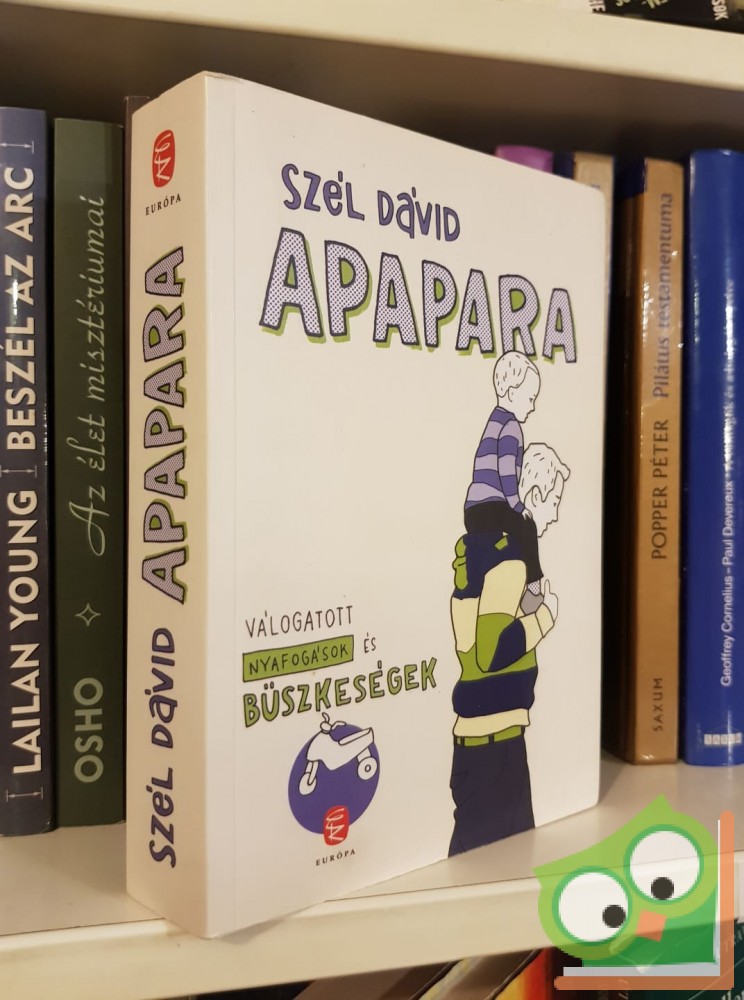 LAILAN YOUNG BESZÉL AZ ARC
OSHO Az élet misztériumai
EURÓPA
SZÉL DÁVID APAPARA
SZÉL DÁVID
APAPARA
VÁLOGATOTT
NYAFOGÁSOK ÉS
BÜSZKESÉGEK
EURÓPA
SAXUM POPPER PÉTER Pilátus testamentuma
Geoffrey Cornelius - Paul Devereux
SAXUM